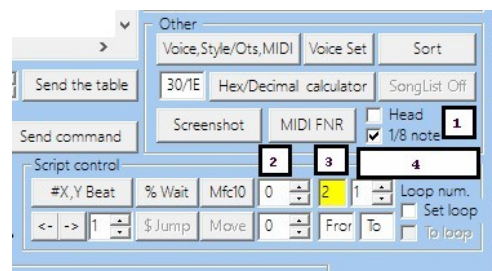 Other
Voice,Style/Ots,MIDI Voice Set Sort
Send the table 30/1E Hex/Decimal calculator SongList Off
Send command Screenshot MIDI FNR Head
1/8 note 1
Script control 2 3 4
#X,Y Beat % Wait Mfc10 0 2 1 Loop num.
Set loop
<- -> 1 $ Jump Move 0 Fror To To loop